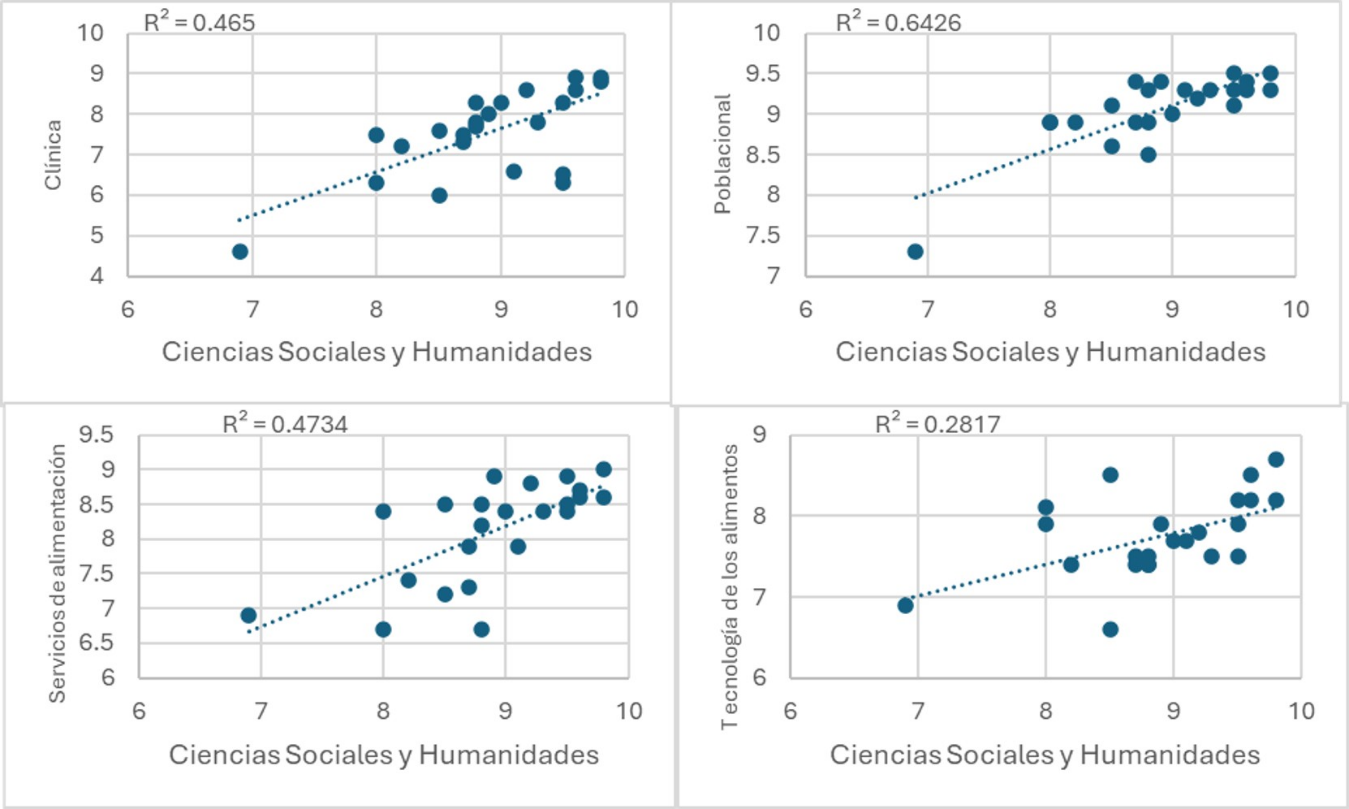 R² = 0.465
10
9
8
7
6
5
4
Clínica
6 7 8 9 10
Ciencias Sociales y Humanidades
R² = 0.6426
10
9.5
9
8.5
8
7.5
7
Poblacional
6 7 8 9 10
Ciencias Sociales y Humanidades
R² = 0.4734
9.5
9
8.5
8
7.5
7
6.5
6
Servicios de alimentación
6 7 8 9 10
Ciencias Sociales y Humanidades
R² = 0.2817
9
8
7
6
Tecnología de los alimentos
6 7 8 9 10
Ciencias Sociales y Humanidades